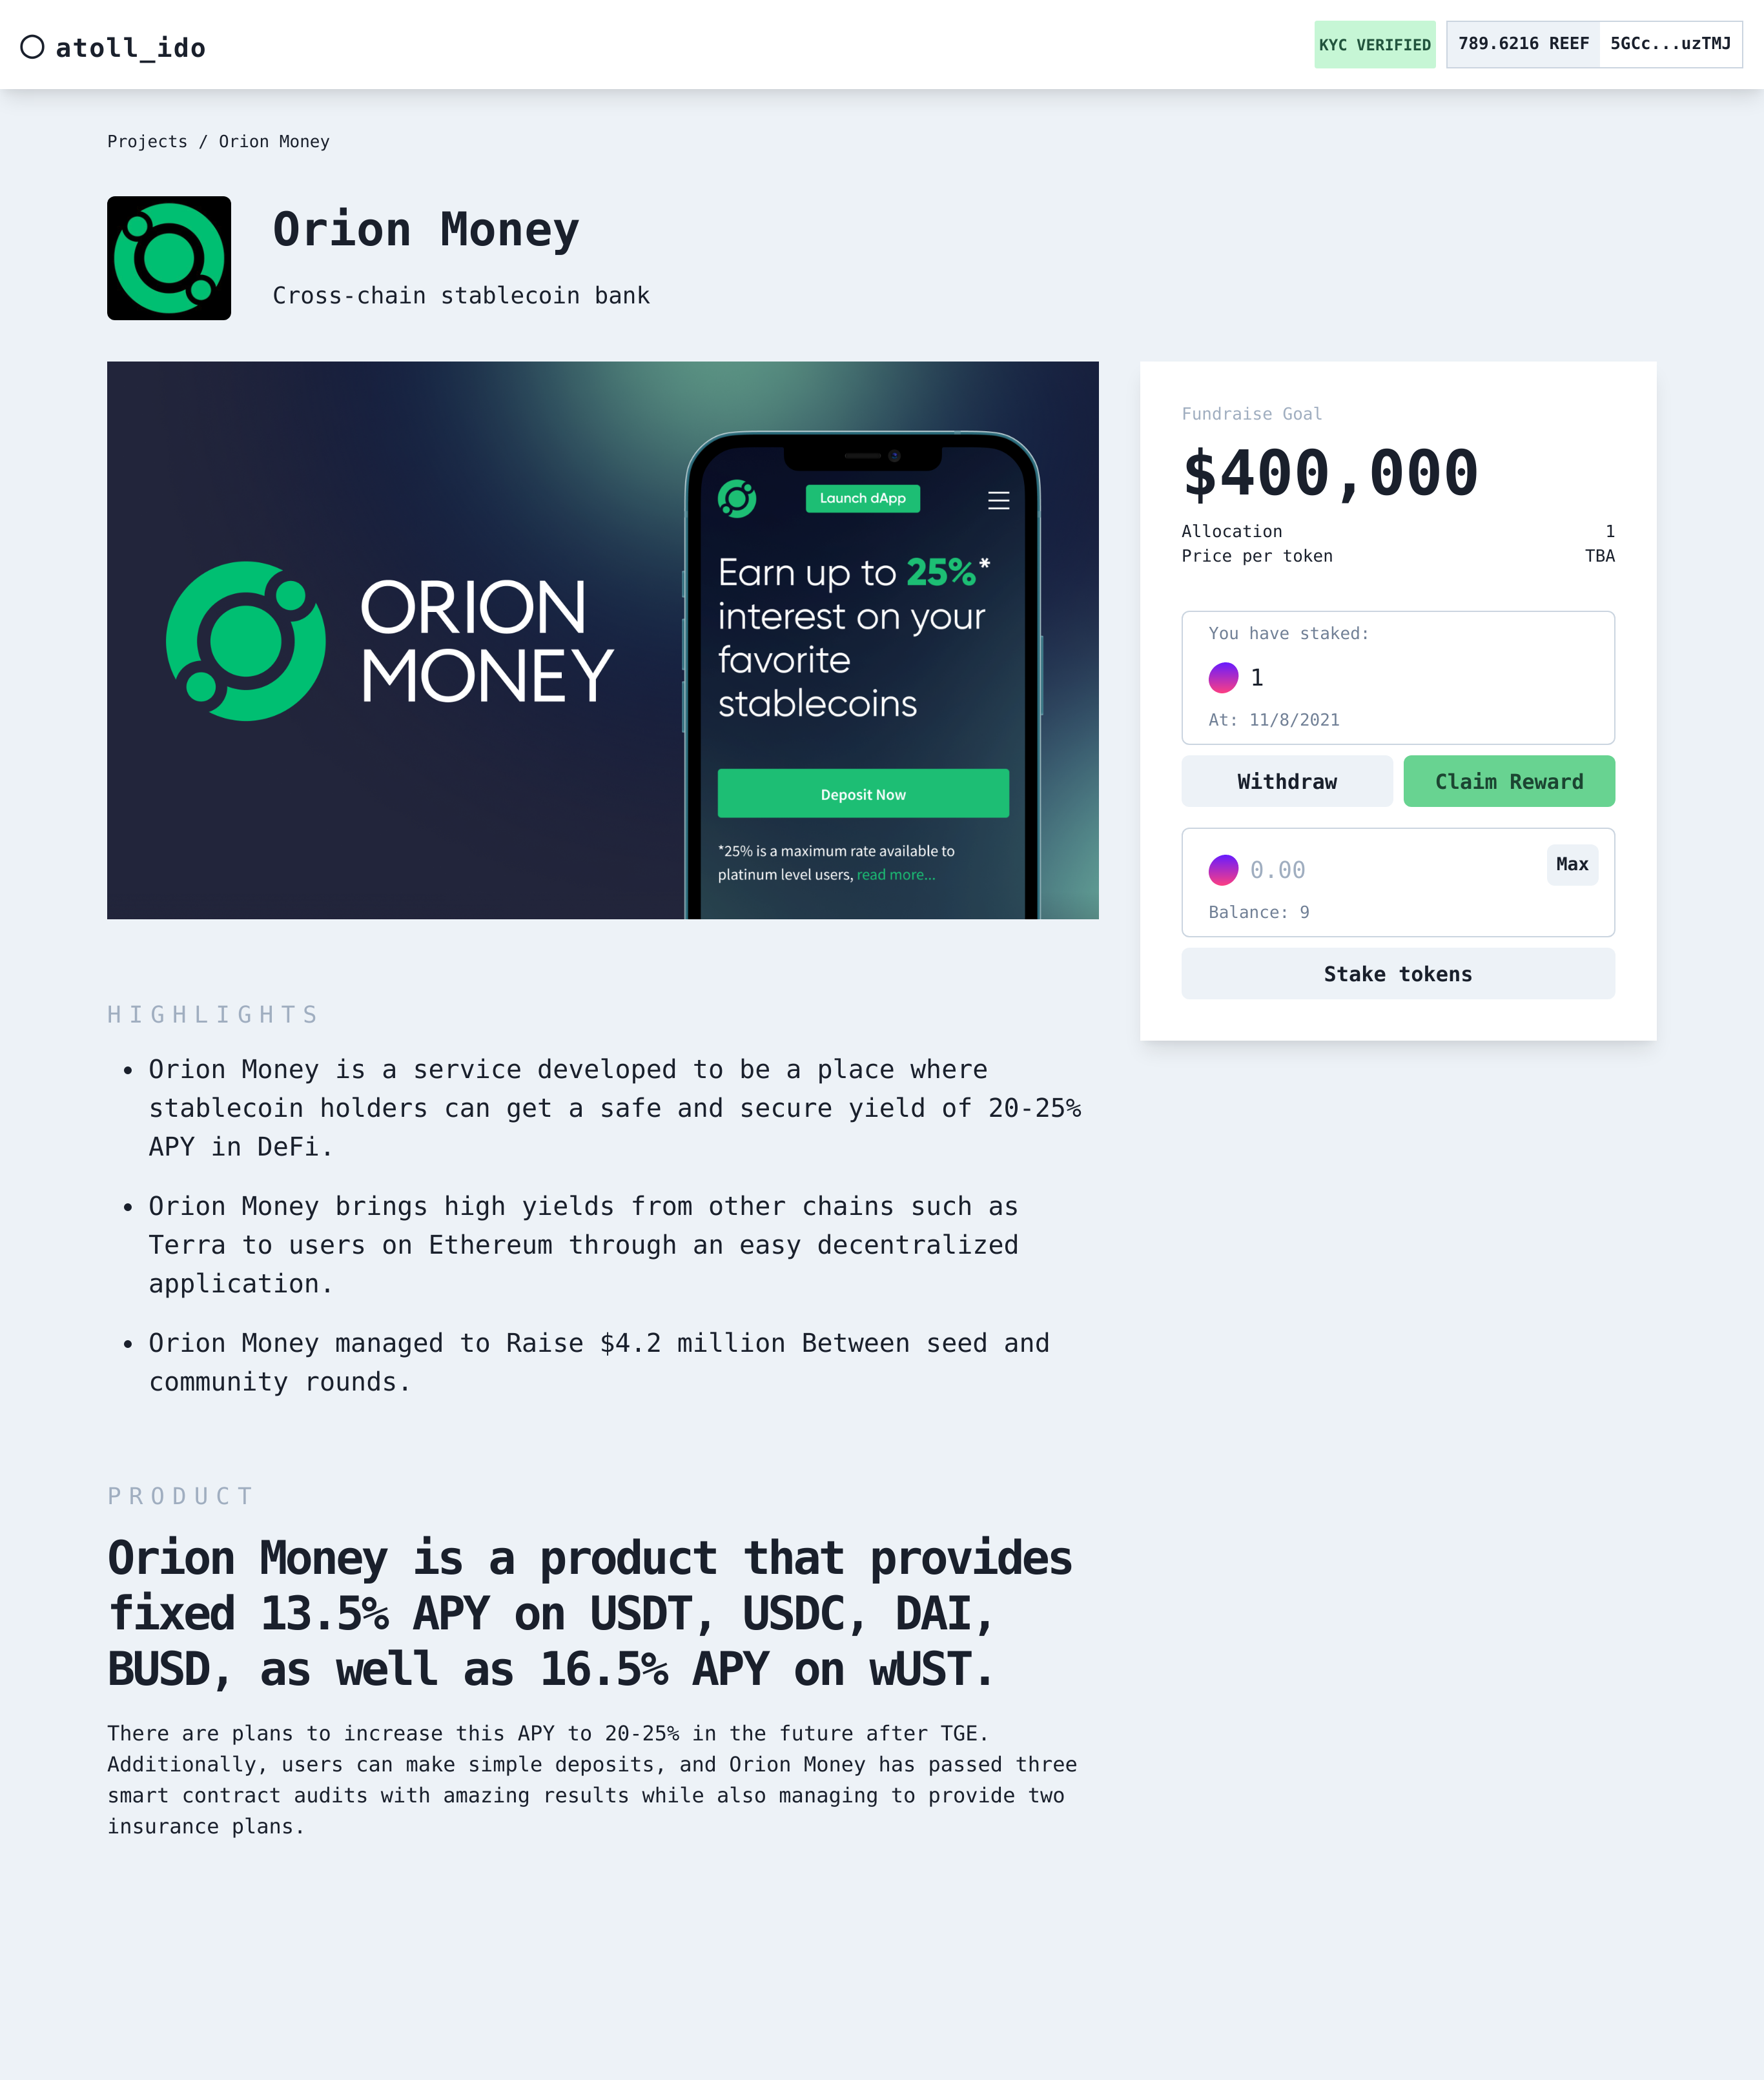 atoll_ido
KYC VERIFIED
789.6216 REEF
5GCc...uzTMJ
Projects / Orion Money
Orion Money
Cross-chain stablecoin bank
ORION
MONEY
Launch dApp
Earn up to 25%*
interest on your
favorite
stablecoins
Deposit Now
*25% is a maximum rate available to
platinum level users, read more...
Fundraise Goal
$400,000
Allocation 1
Price per token TBA
You have staked:
1
At: 11/8/2021
Withdraw
Claim Reward
0.00
Max
Balance: 9
Stake tokens
HIGHLIGHTS
• Orion Money is a service developed to be a place where
stablecoin holders can get a safe and secure yield of 20-25%
APY in DeFi.
• Orion Money brings high yields from other chains such as
Terra to users on Ethereum through an easy decentralized
application.
• Orion Money managed to Raise $4.2 million Between seed and
community rounds.
PRODUCT
Orion Money is a product that provides
fixed 13.5% APY on USDT, USDC, DAI,
BUSD, as well as 16.5% APY on wUST.
There are plans to increase this APY to 20-25% in the future after TGE.
Additionally, users can make simple deposits, and Orion Money has passed three
smart contract audits with amazing results while also managing to provide two
insurance plans.